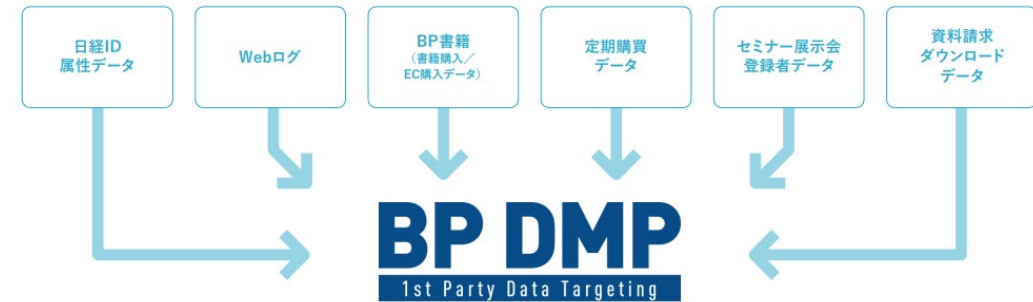 日経ID
属性データ
Webログ
BP書籍
(書籍購入／
EC購入データ)
定期購買
データ
セミナー展示会
登録者データ
資料請求
ダウンロード
データ
BP DMP
1st Party Data Targeting